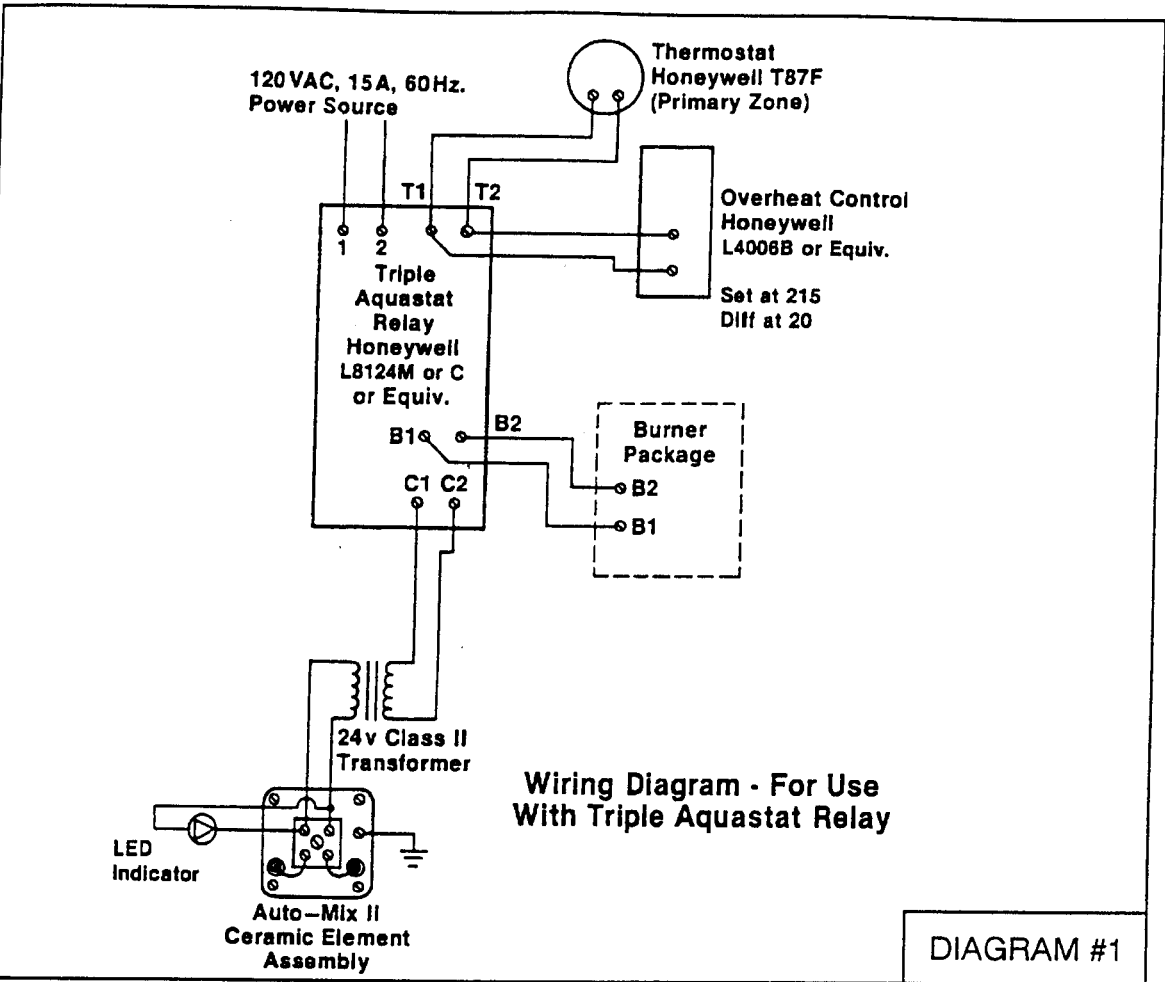 120 VAC, 15A, 60Hz.
Power Source
Thermostat
Honeywell T87F
(Primary Zone)
T1
T2
1
2
Overheat Control
Honeywell
L4006B or Equiv.
Set at 215
Diff at 20
Triple
Aquastat
Relay
Honeywell
L8124M or C
or Equiv.
B1
B2
C1 C2
Burner
Package
B2
B1
24v Class II
Transformer
Wiring Diagram - For Use
With Triple Aquastat Relay
LED
Indicator
Auto-Mix II
Ceramic Element
Assembly
DIAGRAM #1